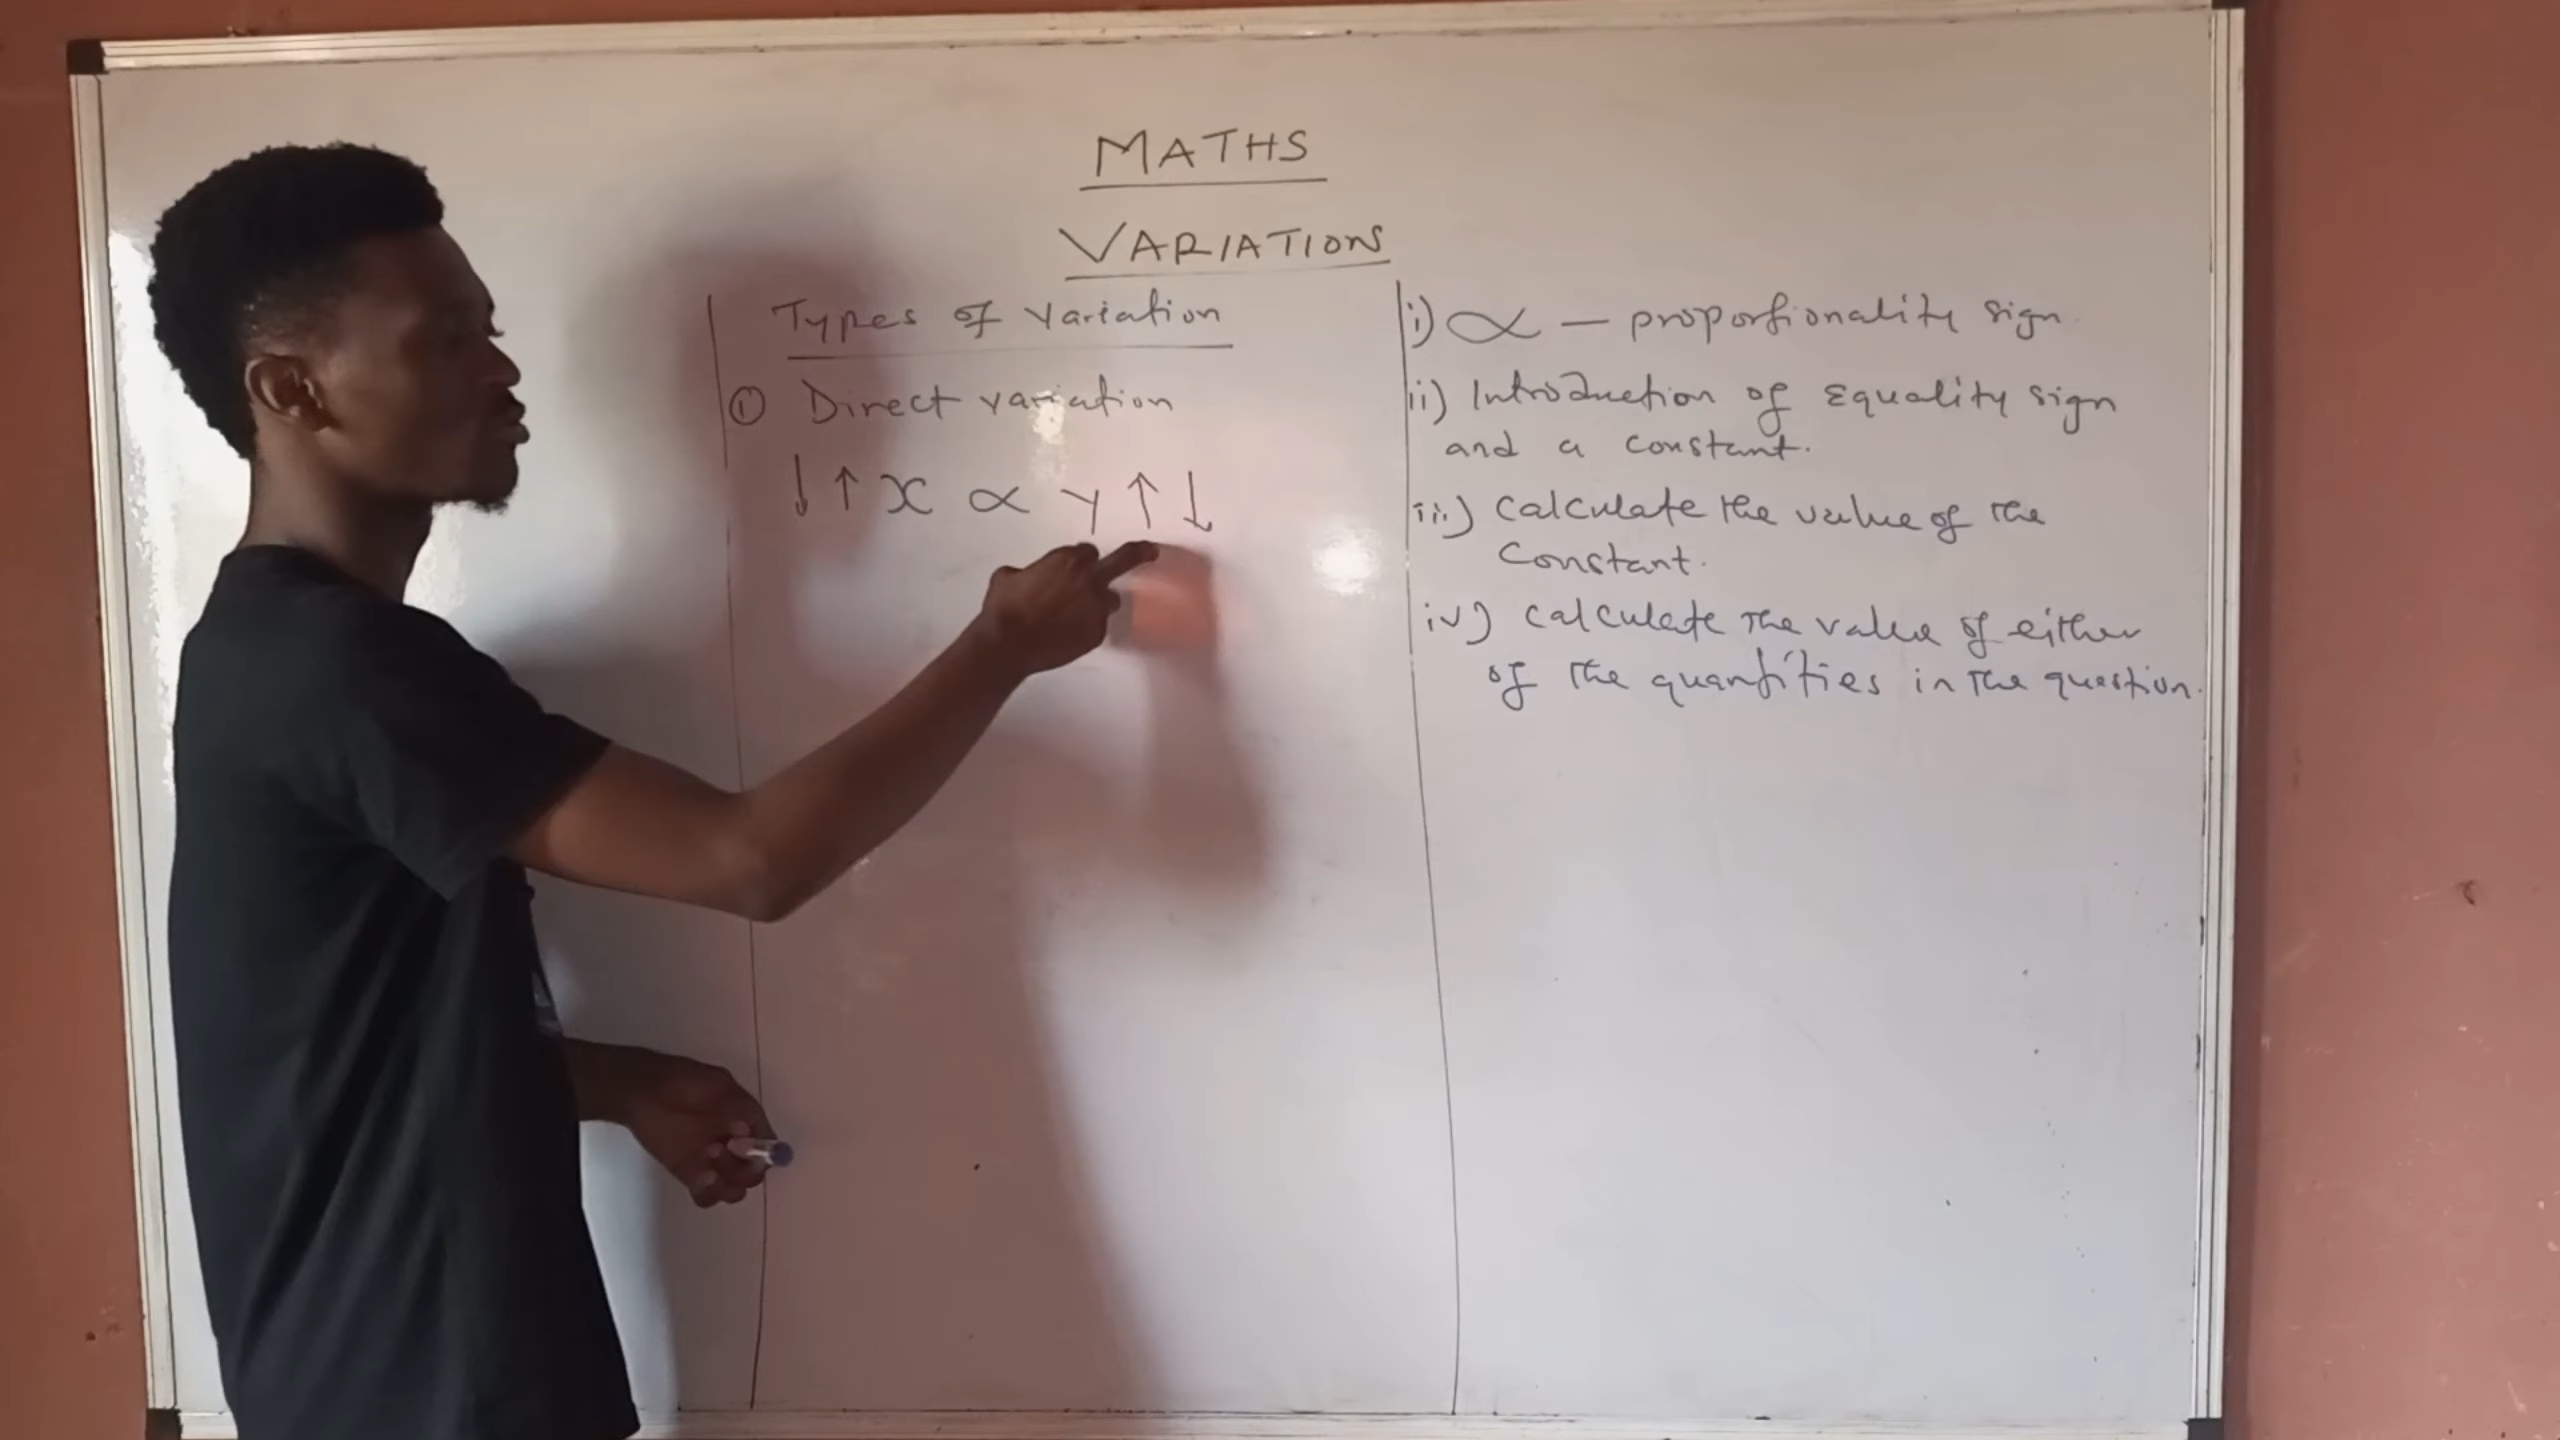 MATHS
VARIATIONS
Types of variation
① Direct variation
↓ ↑ x ∝ y ↑ ↓
i) ∝ — proportionality sign
ii) Introduction of Equality sign
and a constant.
iii) Calculate the value of the
Constant.
iv) Calculate the value of either
of the quantities in the question.